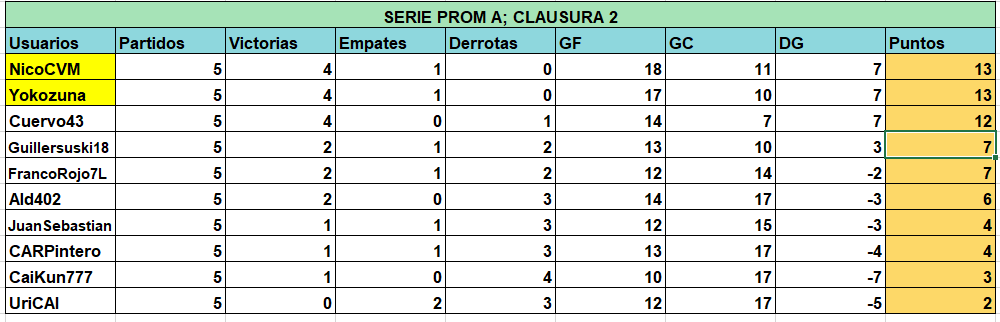 SERIE PROM A; CLAUSURA 2
Usuarios Partidos Victorias Empates Derrotas GF GC DG Puntos
NicoCVM 5 4 1 0 18 11 7 13
Yokozuna 5 4 1 0 17 10 7 13
Cuervo43 5 4 0 1 14 7 7 12
Guillersuski18 5 2 1 2 13 10 3 7
FrancoRojo7L 5 2 1 2 12 14 -2 7
Ald402 5 2 0 3 14 17 -3 6
JuanSebastian 5 1 1 3 12 15 -3 4
CARPintero 5 1 1 3 13 17 -4 4
CaiKun777 5 1 0 4 10 17 -7 3
UriCAI 5 0 2 3 12 17 -5 2